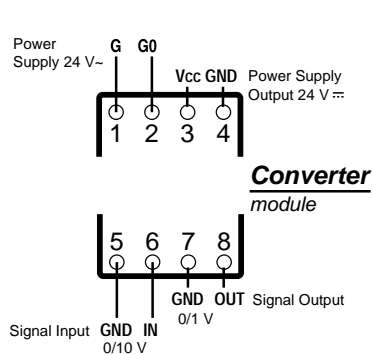 Power G G0
Supply 24 V~
Vcc GND Power Supply
Output 24 V ⎓
1 2 3 4
Converter
module
5 6 7 8
GND OUT Signal Output
0/1 V
Signal Input GND IN
0/10 V